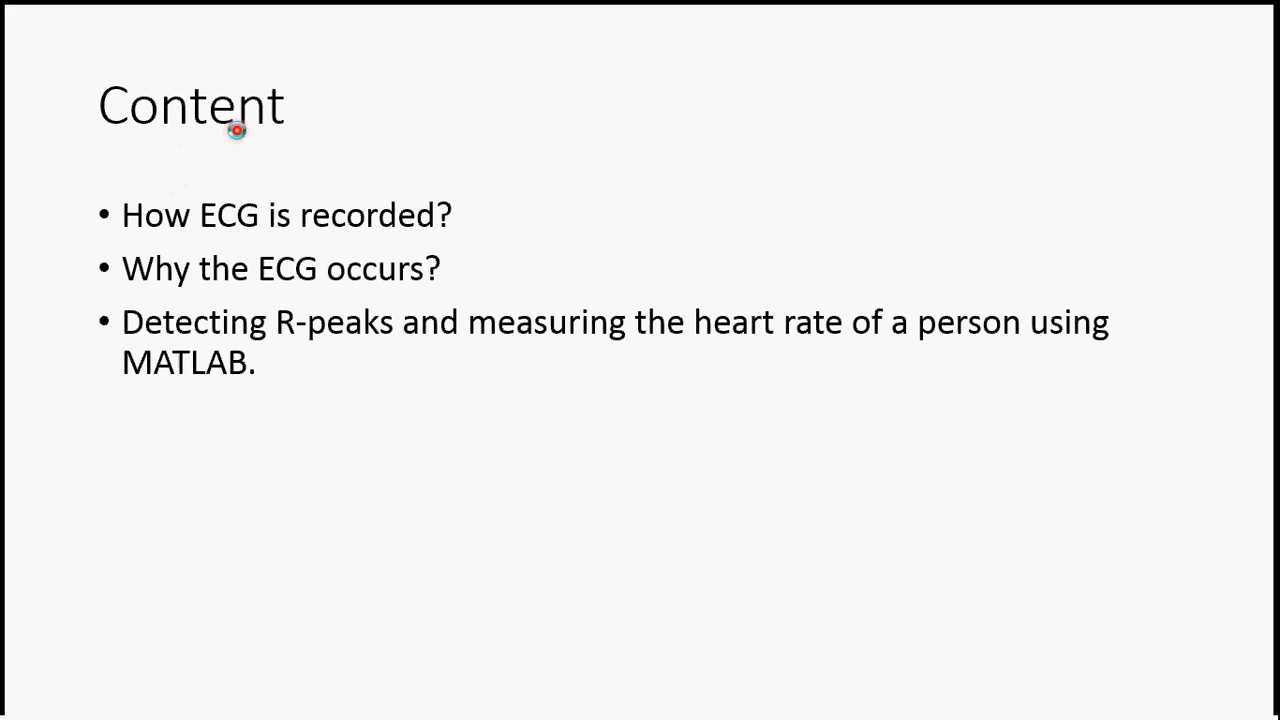 Content
• How ECG is recorded?
• Why the ECG occurs?
• Detecting R-peaks and measuring the heart rate of a person using
MATLAB.